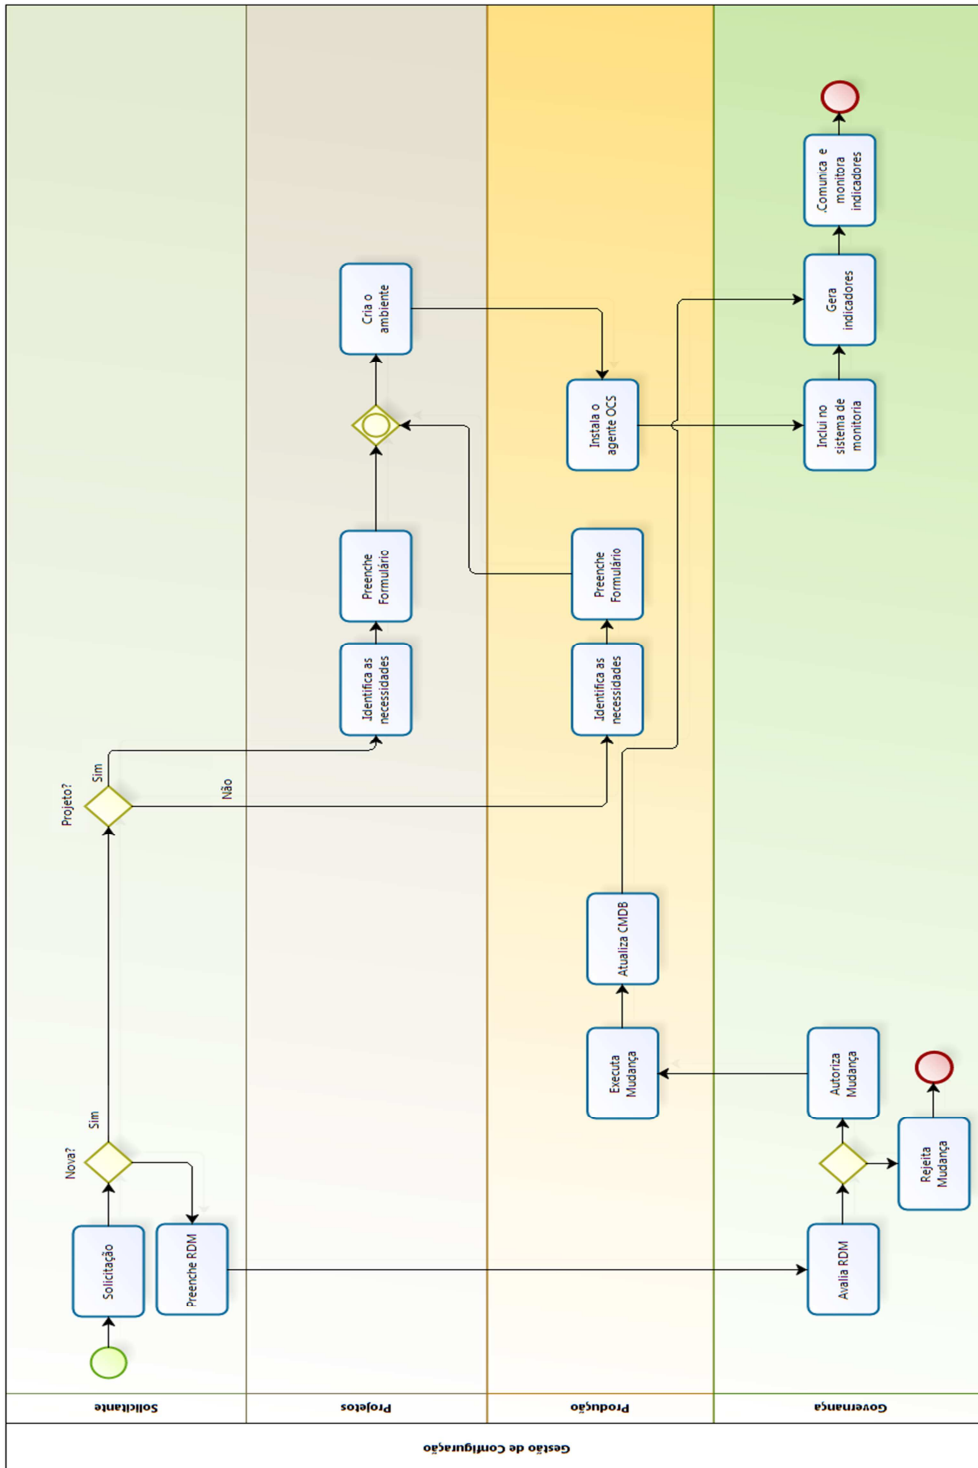 Gestão de Configuração
Solicitante
Solicitação
Nova?
Sim
Preenche RDM
Projeto?
Sim
Não
Projetos
.Identifica as
necessidades
Preenche
Formulário
Cria o
ambiente
Produção
Executa
Mudança
Atualiza CMDB
.Identifica as
necessidades
Preenche
Formulário
Instala o
agente OCS
Governança
Avalia RDM
Autoriza
Mudança
Rejeita
Mudança
Inclui no
sistema de
monitoria
Gera
indicadores
.Comunica e
monitora
indicadores